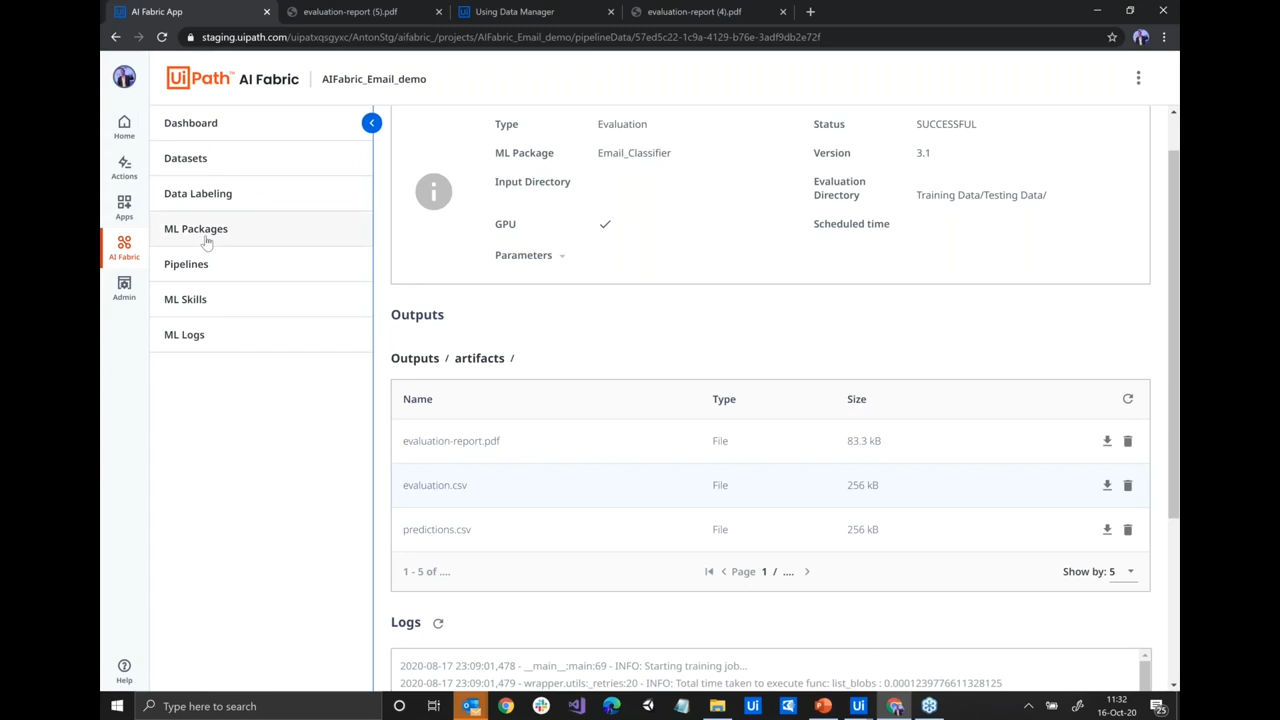 AI Fabric App
evaluation-report (5).pdf
Using Data Manager
evaluation-report (4).pdf
staging.uipath.com/uipatxqsgyxc/AntonStg/aifabric_/projects/AIFabric_Email_demo/pipelineData/57ed5c22-1c9a-4129-b76e-3adf9db2e72f
UiPath™ AI Fabric
AIFabric_Email_demo
Home
Actions
Apps
AI Fabric
Admin
Help
Dashboard
Datasets
Data Labeling
ML Packages
Pipelines
ML Skills
ML Logs
Type Evaluation Status SUCCESSFUL
ML Package Email_Classifier Version 3.1
Input Directory Evaluation Directory Training Data/Testing Data/
GPU Scheduled time
Parameters
Outputs
Outputs / artifacts /
Name Type Size
evaluation-report.pdf File 83.3 kB
evaluation.csv File 256 kB
predictions.csv File 256 kB
1 - 5 of .... Page 1 / .... Show by: 5
Logs
2020-08-17 23:09:01,478 - __main__:main:69 - INFO: Starting training job...
2020-08-17 23:09:01,683 - wrapper.utils:_retries:20 - INFO: Total time taken to execute func: list_blobs : 0.0001239776611328125
Type here to search
11:32
16-Oct-20
25